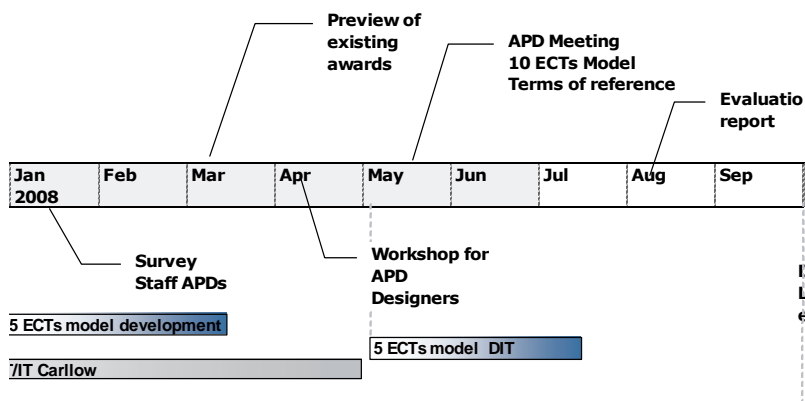 Preview of
existing
awards
APD Meeting
10 ECTs Model
Terms of reference
Evaluatio
report
Jan
2008
Feb
Mar
Apr
May
Jun
Jul
Aug
Sep
Survey
Staff APDs
Workshop for
APD
Designers
5 ECTs model development
5 ECTs model DIT
/IT Carllow